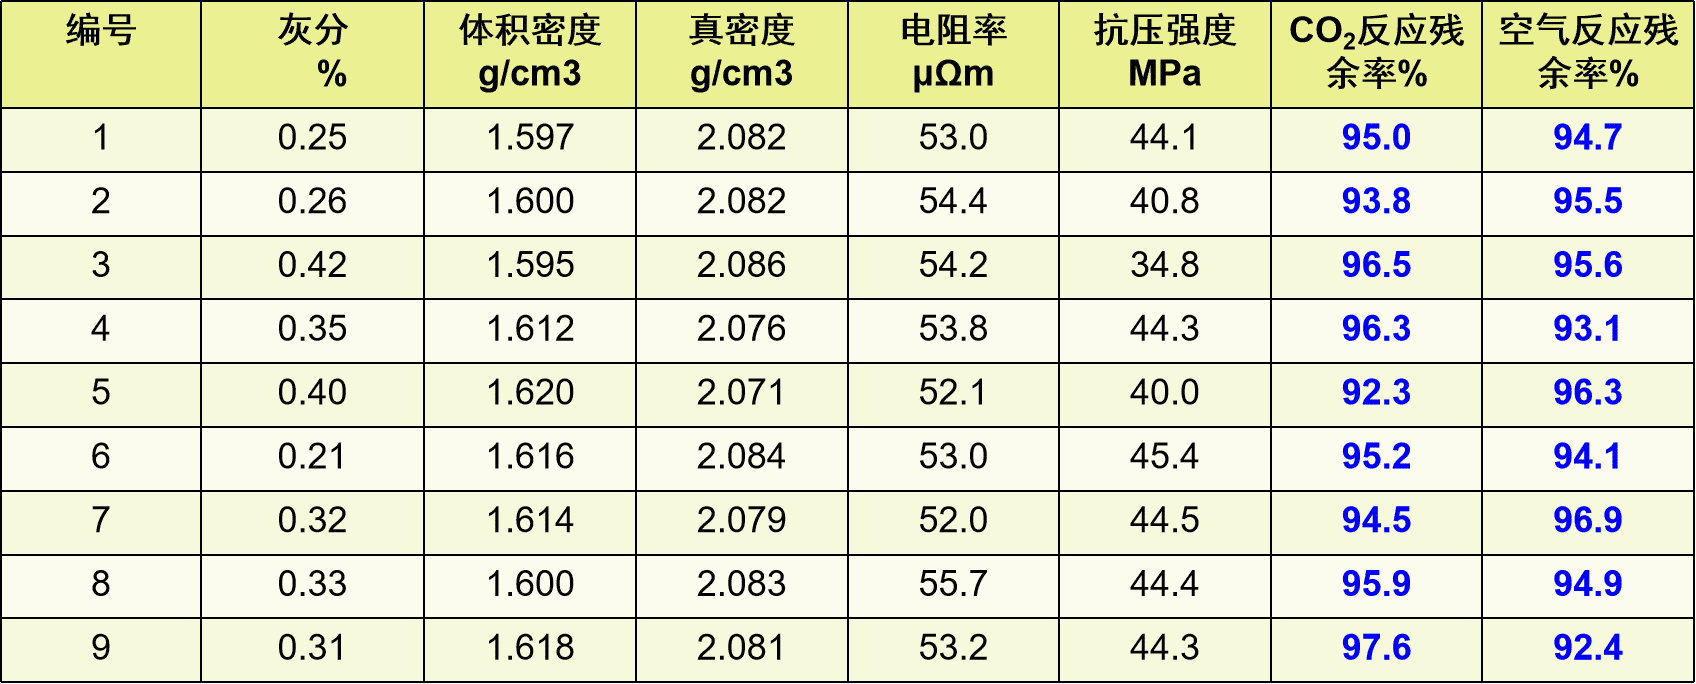 编号 灰分 体积密度 真密度 电阻率 抗压强度 CO₂反应残 空气反应残
% g/cm3 g/cm3 μΩm MPa 余率% 余率%
1 0.25 1.597 2.082 53.0 44.1 95.0 94.7
2 0.26 1.600 2.082 54.4 40.8 93.8 95.5
3 0.42 1.595 2.086 54.2 34.8 96.5 95.6
4 0.35 1.612 2.076 53.8 44.3 96.3 93.1
5 0.40 1.620 2.071 52.1 40.0 92.3 96.3
6 0.21 1.616 2.084 53.0 45.4 95.2 94.1
7 0.32 1.614 2.079 52.0 44.5 94.5 96.9
8 0.33 1.600 2.083 55.7 44.4 95.9 94.9
9 0.31 1.618 2.081 53.2 44.3 97.6 92.4